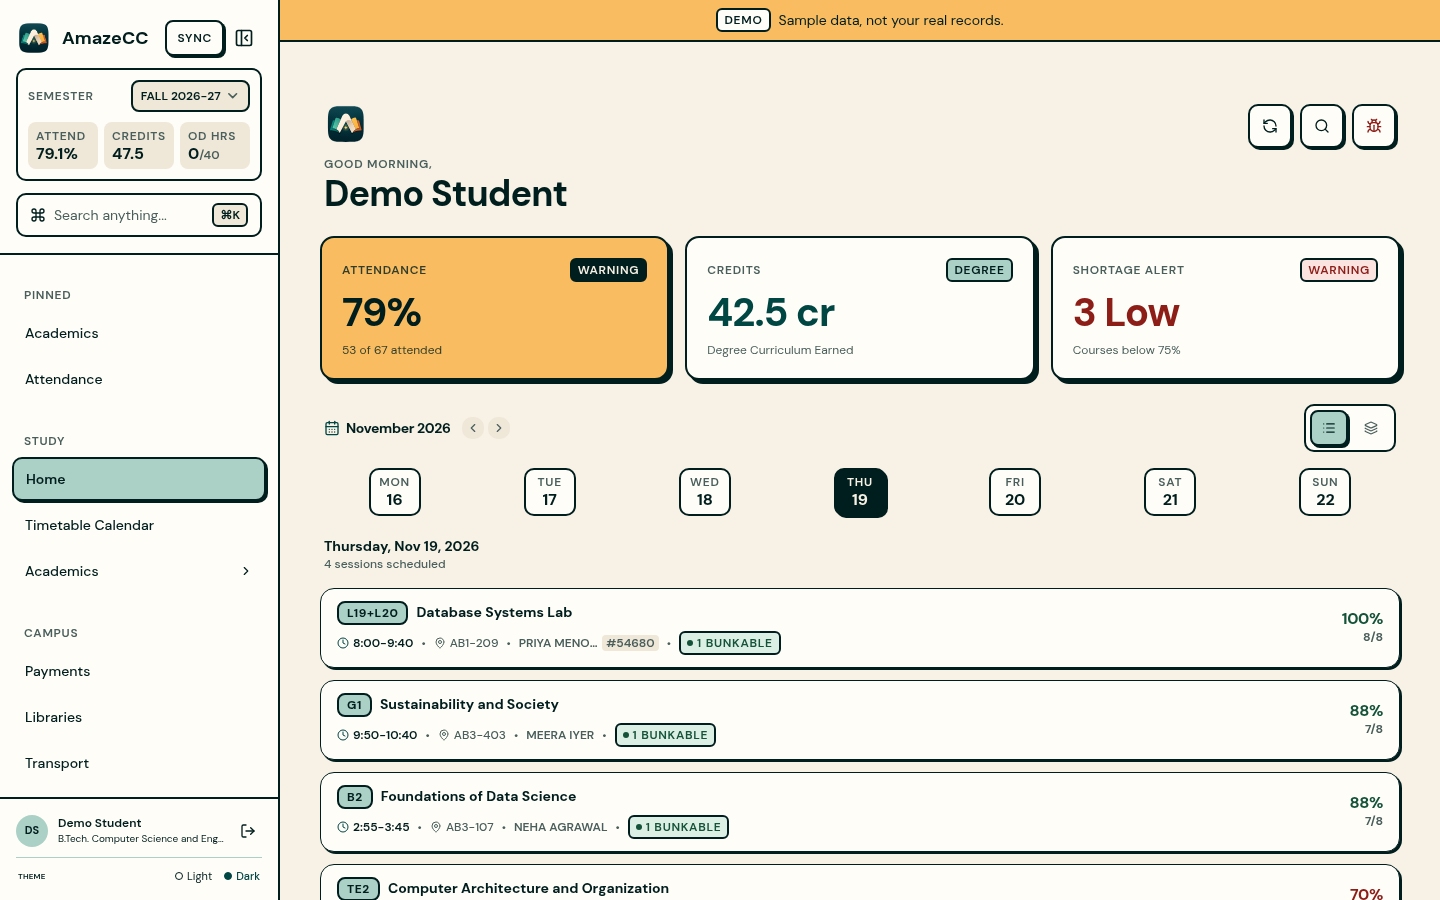 AmazeCC
SYNC
SEMESTER
FALL 2026-27
ATTEND
79.1%
CREDITS
47.5
OD HRS
0/40
Search anything...
⌘K
PINNED
Academics
Attendance
STUDY
Home
Timetable Calendar
Academics
CAMPUS
Payments
Libraries
Transport
DS
Demo Student
B.Tech. Computer Science and Eng...
THEME
Light
Dark
DEMO
Sample data, not your real records.
GOOD MORNING,
Demo Student
ATTENDANCE
WARNING
79%
53 of 67 attended
CREDITS
DEGREE
42.5 cr
Degree Curriculum Earned
SHORTAGE ALERT
WARNING
3 Low
Courses below 75%
November 2026
MON
16
TUE
17
WED
18
THU
19
FRI
20
SAT
21
SUN
22
Thursday, Nov 19, 2026
4 sessions scheduled
L19+L20 Database Systems Lab
8:00-9:40 • AB1-209 • PRIYA MENO... #54680 • 1 BUNKABLE
100%
8/8
G1 Sustainability and Society
9:50-10:40 • AB3-403 • MEERA IYER • 1 BUNKABLE
88%
7/8
B2 Foundations of Data Science
2:55-3:45 • AB3-107 • NEHA AGRAWAL • 1 BUNKABLE
88%
7/8
TE2 Computer Architecture and Organization
70%